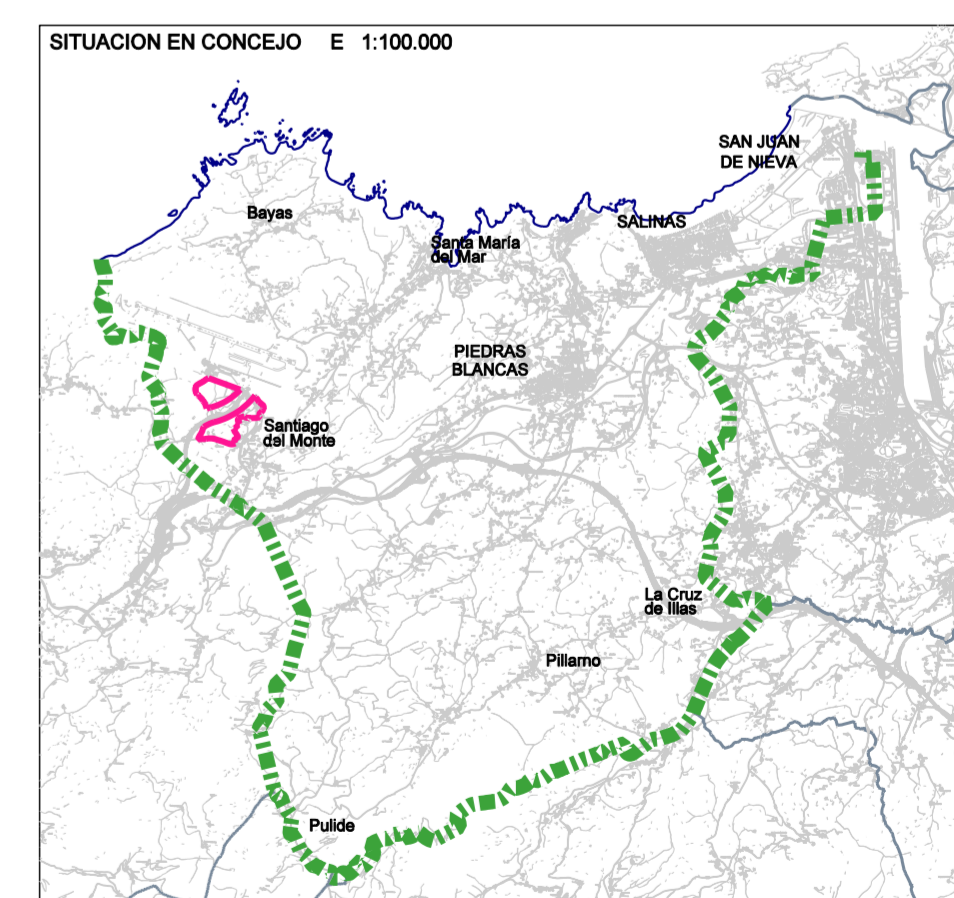 SITUACION EN CONCEJO E 1:100.000
SAN JUAN
DE NIEVA
Bayas
SALINAS
Santa María
del Mar
PIEDRAS
BLANCAS
Santiago
del Monte
La Cruz
de Illas
Pillarno
Pulide